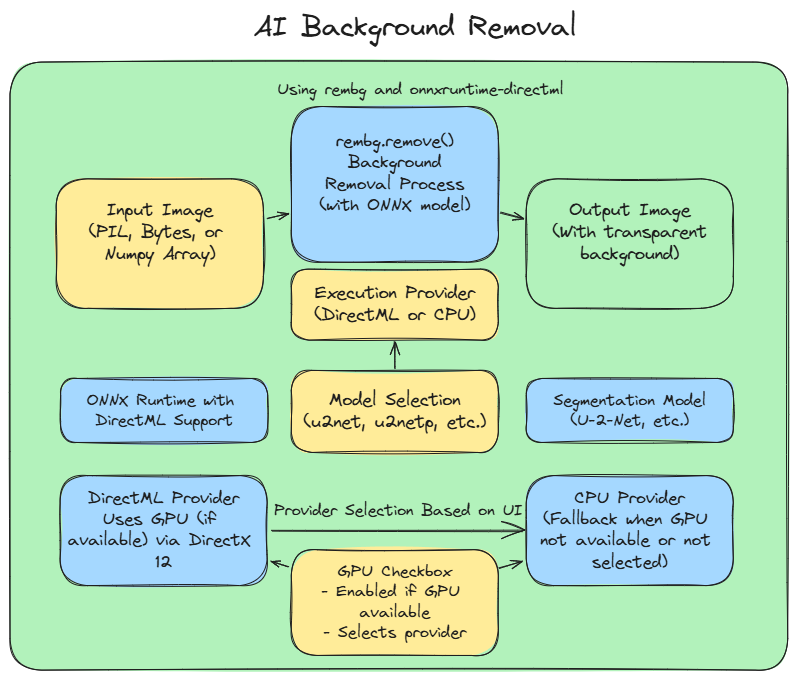 AI Background Removal
Using rembg and onnxruntime-directml
rembg.remove()
Background
Removal Process
(with ONNX model)
Input Image
(PIL, Bytes, or
Numpy Array)
Output Image
(With transparent
background)
Execution Provider
(DirectML or CPU)
ONNX Runtime with
DirectML Support
Model Selection
(u2net, u2netp, etc.)
Segmentation Model
(U-2-Net, etc.)
DirectML Provider
Uses GPU (if
available) via DirectX
12
Provider Selection Based on UI
CPU Provider
(Fallback when GPU
not available or not
selected)
GPU Checkbox
- Enabled if GPU
available
- Selects provider